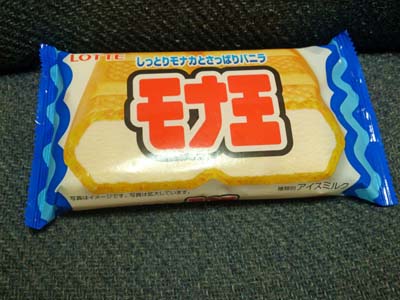 LOTTE
しっとりモナカとさっぱりバニラ
モナ王
写真はイメージです。写真は拡大しています。
種類別 アイスミルク